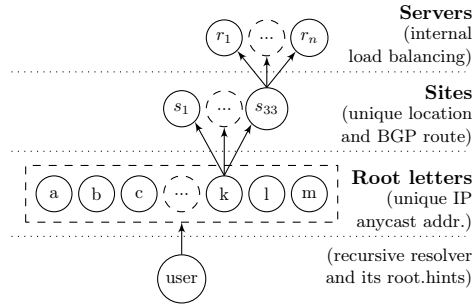 Servers
(internal
load balancing)
r1 ... rn
Sites
(unique location
and BGP route)
s1 ... s33
Root letters
(unique IP
anycast addr.)
a b c ... k l m
(recursive resolver
and its root.hints)
user